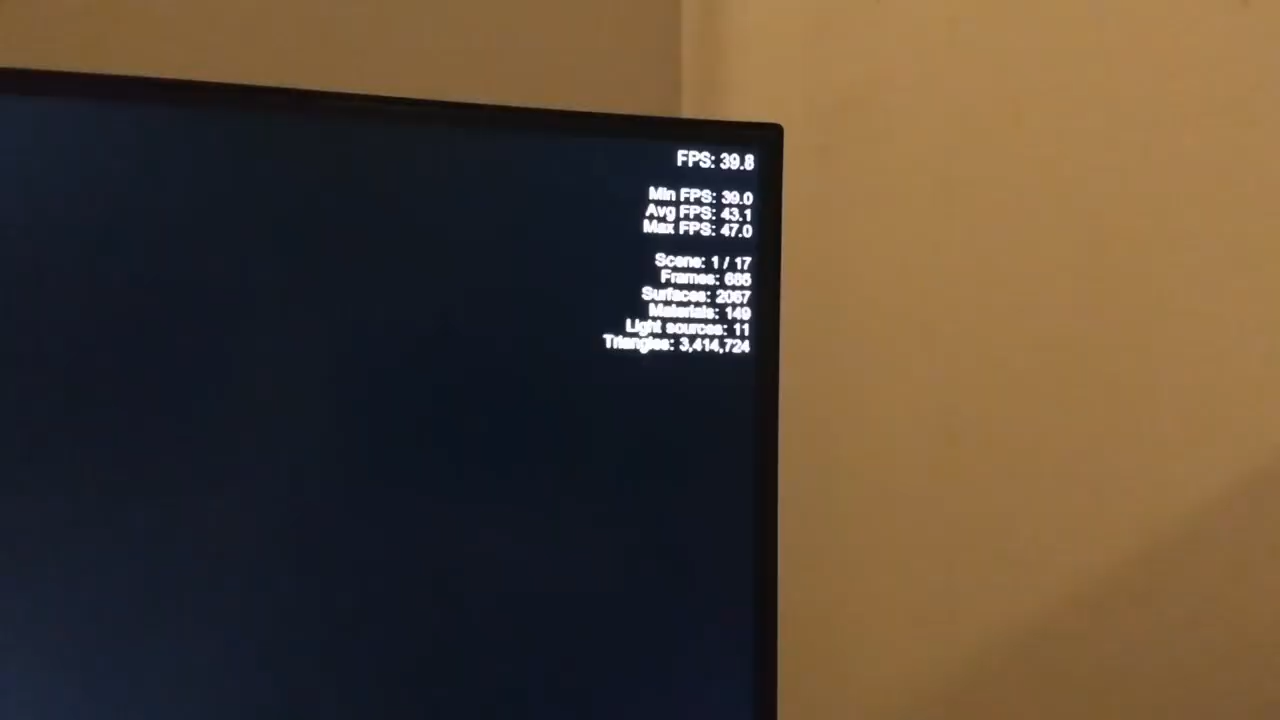 FPS: 39.8
Min FPS: 39.0
Avg FPS: 43.1
Max FPS: 47.0
Scene: 1 / 17
Frames: 685
Surfaces: 2067
Materials: 149
Light sources: 11
Triangles: 3,414,724